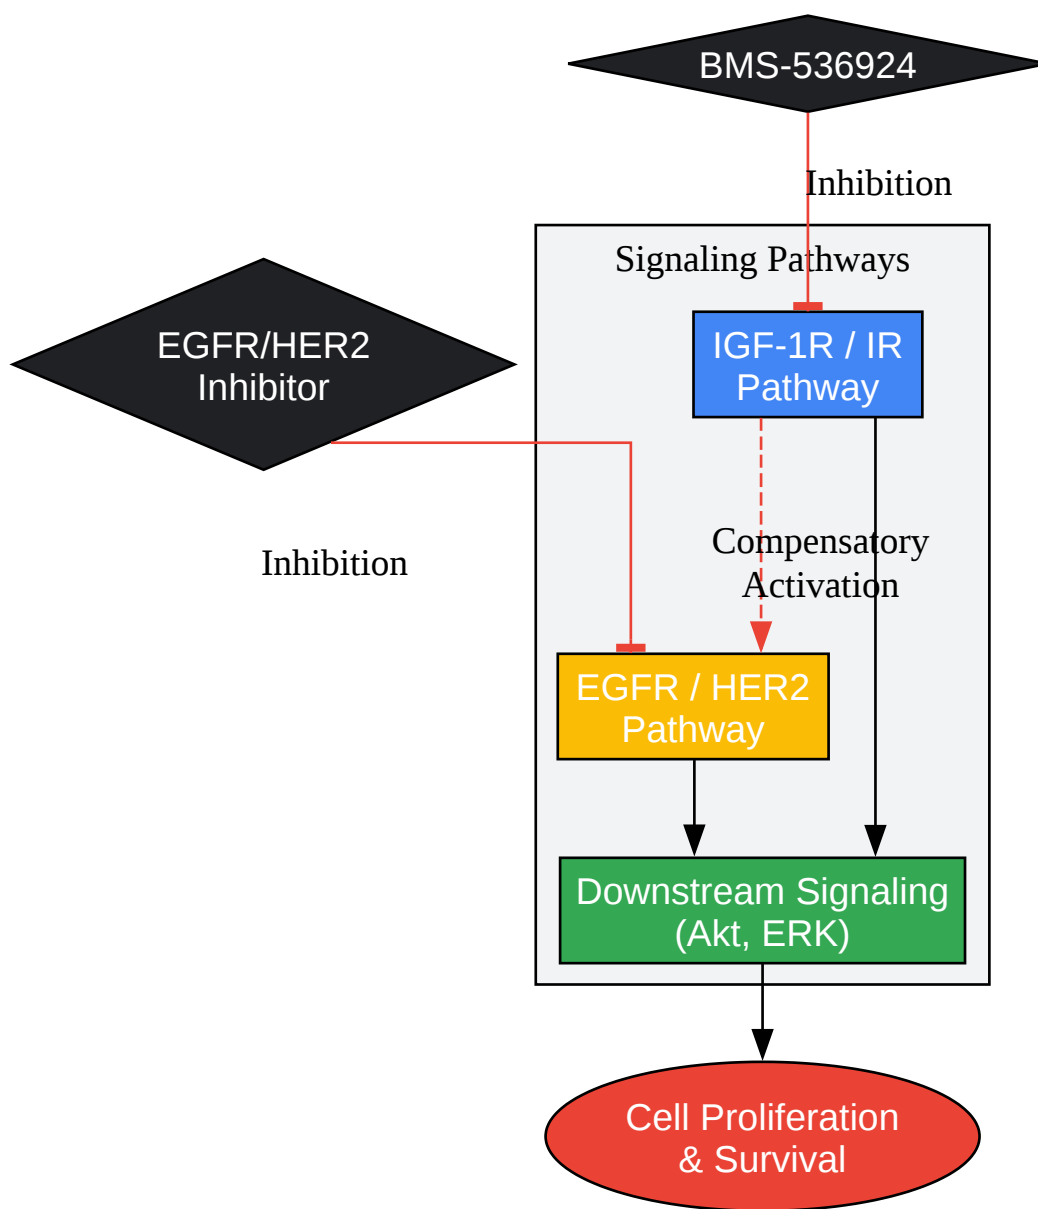 BMS-536924
Inhibition
Signaling Pathways
EGFR/HER2
Inhibitor
IGF-1R / IR
Pathway
Compensatory
Activation
Inhibition
EGFR / HER2
Pathway
Downstream Signaling
(Akt, ERK)
Cell Proliferation
& Survival